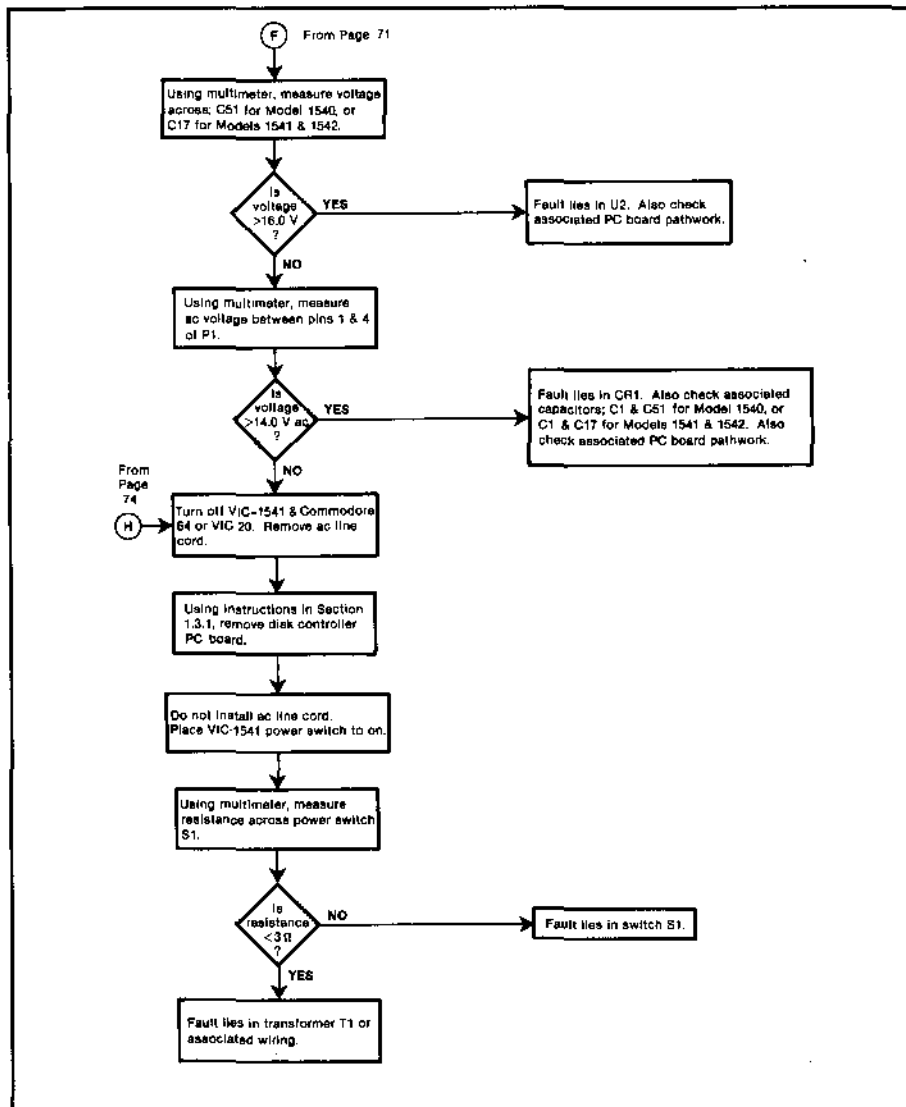 F From Page 71
Using multimeter, measure voltage
across; C51 for Model 1540, or
C17 for Models 1541 & 1542.
Is
voltage
>16.0 V
?
YES
Fault lies in U2. Also check
associated PC board pathwork.
NO
Using multimeter, measure
ac voltage between pins 1 & 4
of P1.
Is
voltage
>14.0 V ac
?
YES
Fault lies in CR1. Also check associated
capacitors; C1 & C51 for Model 1540, or
C1 & C17 for Models 1541 & 1542. Also
check associated PC board pathwork.
NO
From
Page
74
H
Turn off VIC-1541 & Commodore
64 or VIC 20. Remove ac line
cord.
Using instructions in Section
1.3.1, remove disk controller
PC board.
Do not install ac line cord.
Place VIC-1541 power switch to on.
Using multimeter, measure
resistance across power switch
S1.
Is
resistance
<3 Ω
?
NO
Fault lies in switch S1.
YES
Fault lies in transformer T1 or
associated wiring.